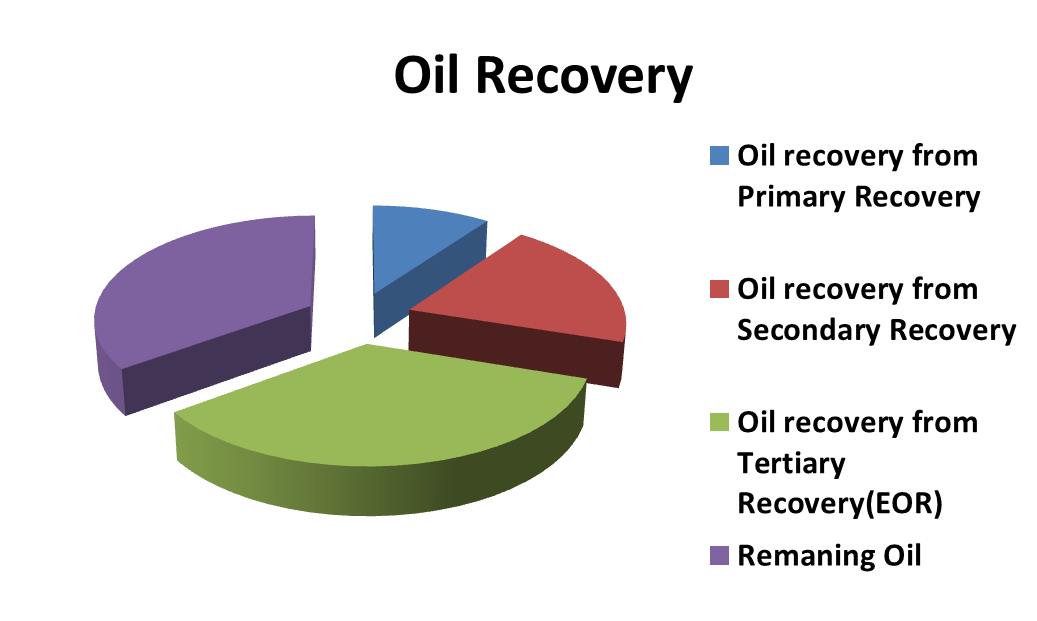 Oil Recovery
Oil recovery from
Primary Recovery
Oil recovery from
Secondary Recovery
Oil recovery from
Tertiary
Recovery(EOR)
Remaning Oil